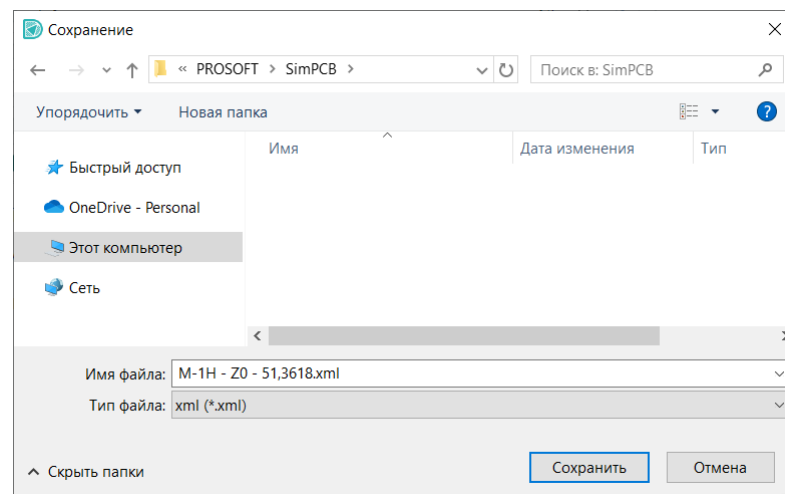 Сохранение
« PROSOFT > SimPCB >
Поиск в: SimPCB
Упорядочить Новая папка
?
Имя Дата изменения Тип
Быстрый доступ
OneDrive - Personal
Этот компьютер
Сеть
Имя файла: M-1H - Z0 - 51,3618.xml
Тип файла: xml (*.xml)
Скрыть папки Сохранить Отмена